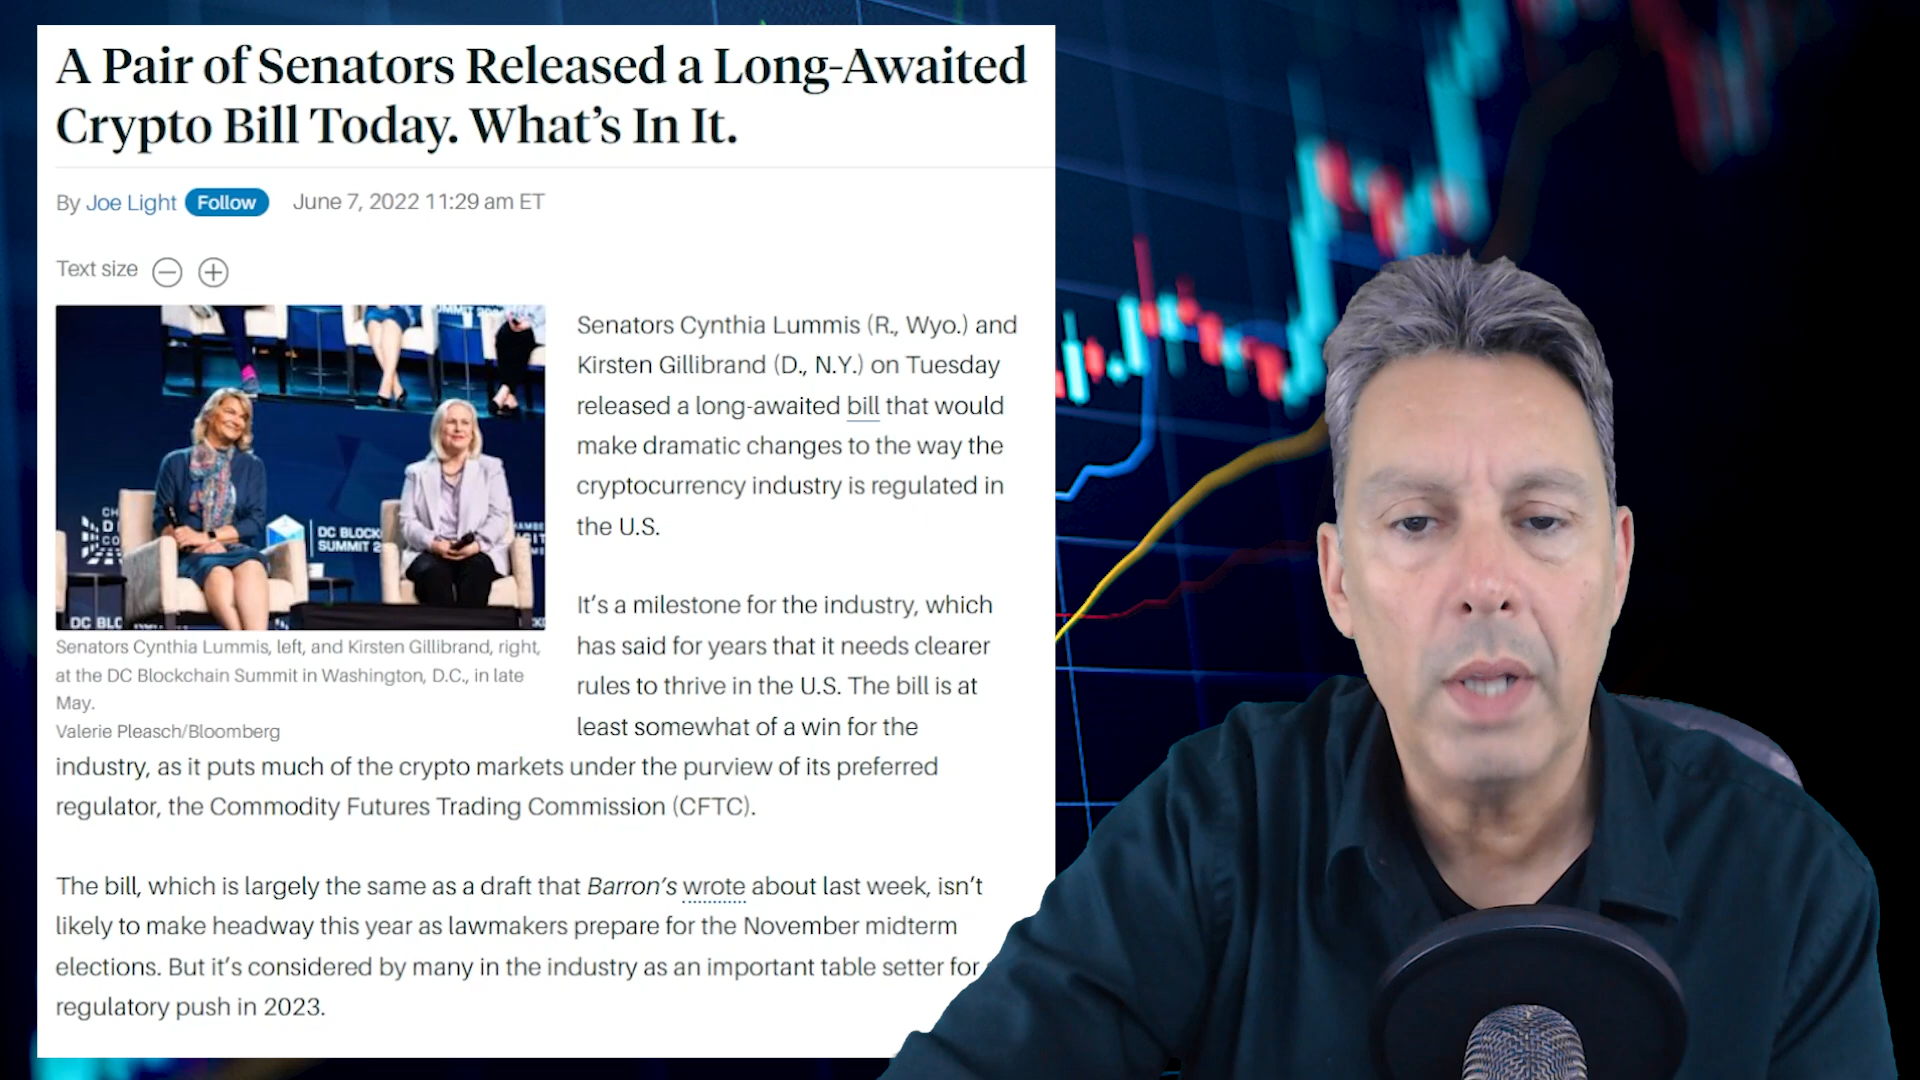 A Pair of Senators Released a Long-Awaited
Crypto Bill Today. What's In It.
By Joe Light Follow June 7, 2022 11:29 am ET
Text size
DC BLOCK
SUMMIT 2
Senators Cynthia Lummis, left, and Kirsten Gillibrand, right,
at the DC Blockchain Summit in Washington, D.C., in late
May.
Valerie Pleasch/Bloomberg
Senators Cynthia Lummis (R., Wyo.) and
Kirsten Gillibrand (D., N.Y.) on Tuesday
released a long-awaited bill that would
make dramatic changes to the way the
cryptocurrency industry is regulated in
the U.S.
It's a milestone for the industry, which
has said for years that it needs clearer
rules to thrive in the U.S. The bill is at
least somewhat of a win for the
industry, as it puts much of the crypto markets under the purview of its preferred
regulator, the Commodity Futures Trading Commission (CFTC).
The bill, which is largely the same as a draft that Barron's wrote about last week, isn't
likely to make headway this year as lawmakers prepare for the November midterm
elections. But it's considered by many in the industry as an important table setter for
regulatory push in 2023.